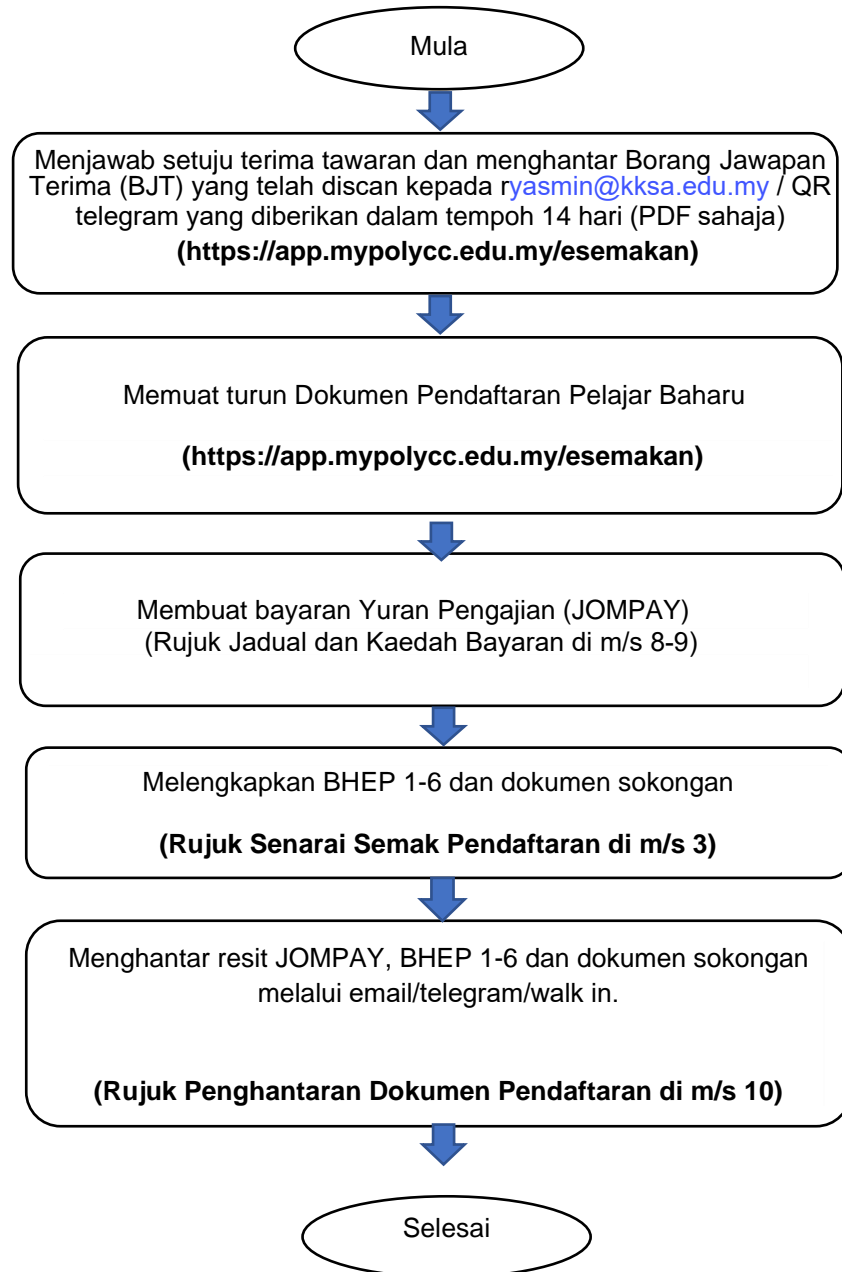 Mula
Menjawab setuju terima tawaran dan menghantar Borang Jawapan
Terima (BJT) yang telah discan kepada ryasmin@kksa.edu.my / QR
telegram yang diberikan dalam tempoh 14 hari (PDF sahaja)
(https://app.mypolycc.edu.my/esemakan)
Memuat turun Dokumen Pendaftaran Pelajar Baharu
(https://app.mypolycc.edu.my/esemakan)
Membuat bayaran Yuran Pengajian (JOMPAY)
(Rujuk Jadual dan Kaedah Bayaran di m/s 8-9)
Melengkapkan BHEP 1-6 dan dokumen sokongan
(Rujuk Senarai Semak Pendaftaran di m/s 3)
Menghantar resit JOMPAY, BHEP 1-6 dan dokumen sokongan
melalui email/telegram/walk in.
(Rujuk Penghantaran Dokumen Pendaftaran di m/s 10)
Selesai